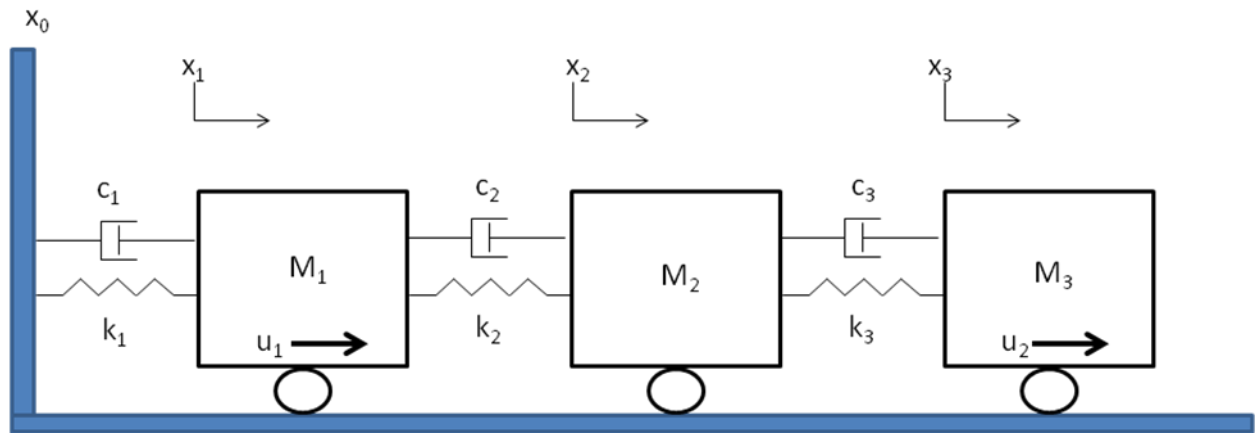 x₀
x₁ x₂ x₃
c₁ c₂ c₃
M₁ M₂ M₃
k₁ u₁ k₂ k₃ u₂